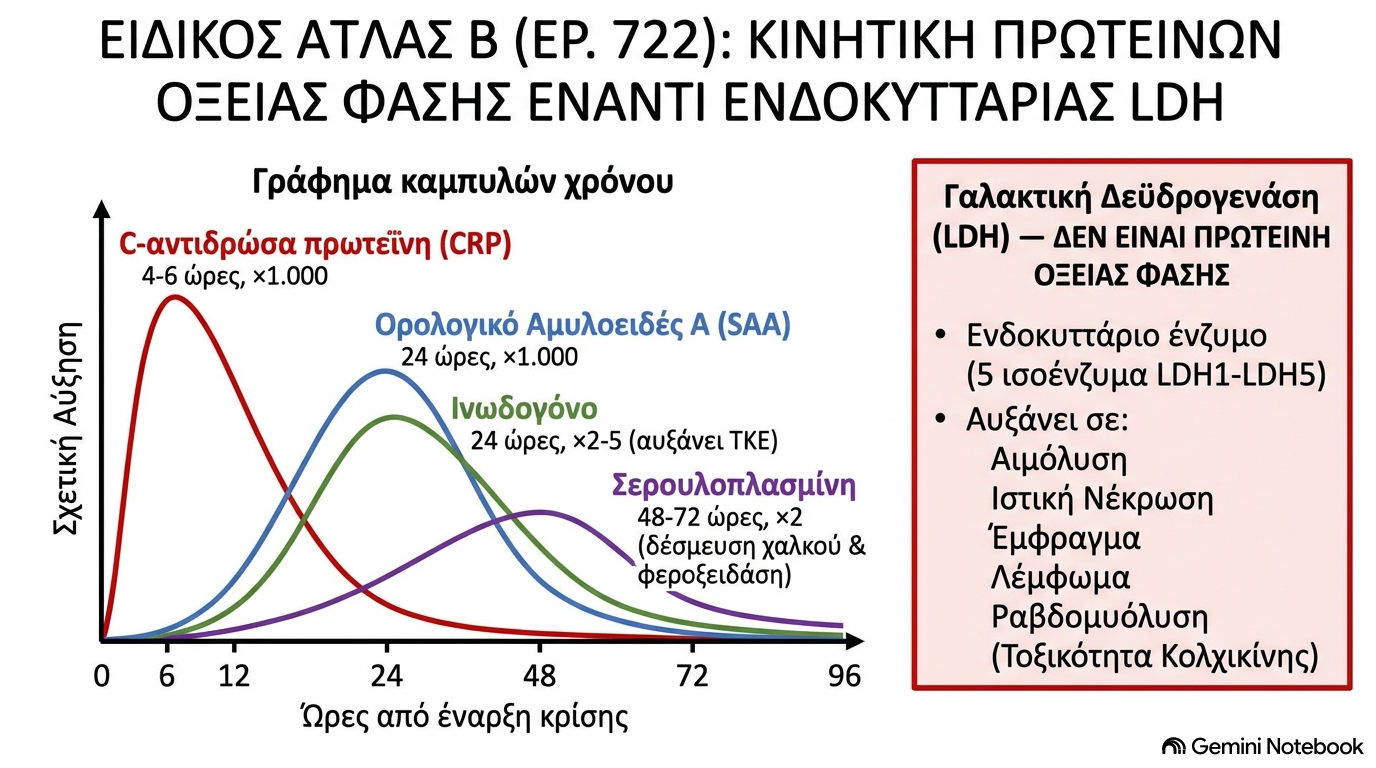 ΕΙΔΙΚΟΣ ΑΤΛΑΣ Β (ΕΡ. 722): ΚΙΝΗΤΙΚΗ ΠΡΩΤΕΙΝΩΝ
ΟΞΕΙΑΣ ΦΑΣΗΣ ΕΝΑΝΤΙ ΕΝΔΟΚΥΤΤΑΡΙΑΣ LDH
Γράφημα καμπυλών χρόνου
C-αντιδρώσα πρωτεΐνη (CRP)
4-6 ώρες, ×1.000
Ορολογικό Αμυλοειδές Α (SAA)
24 ώρες, ×1.000
Ινωδογόνο
24 ώρες, ×2-5 (αυξάνει ΤΚΕ)
Σερουλοπλασμίνη
48-72 ώρες, ×2
(δέσμευση χαλκού &
φεροξειδάση)
Σχετική Αύξηση
0 6 12 24 48 72 96
Ώρες από έναρξη κρίσης
Γαλακτική Δεϋδρογενάση
(LDH) — ΔΕΝ ΕΙΝΑΙ ΠΡΩΤΕΙΝΗ
ΟΞΕΙΑΣ ΦΑΣΗΣ
• Ενδοκυττάριο ένζυμο
(5 ισοένζυμα LDH1-LDH5)
• Αυξάνει σε:
Αιμόλυση
Ιστική Νέκρωση
Έμφραγμα
Λέμφωμα
Ραβδομυόλυση
(Τοξικότητα Κολχικίνης)
Gemini Notebook